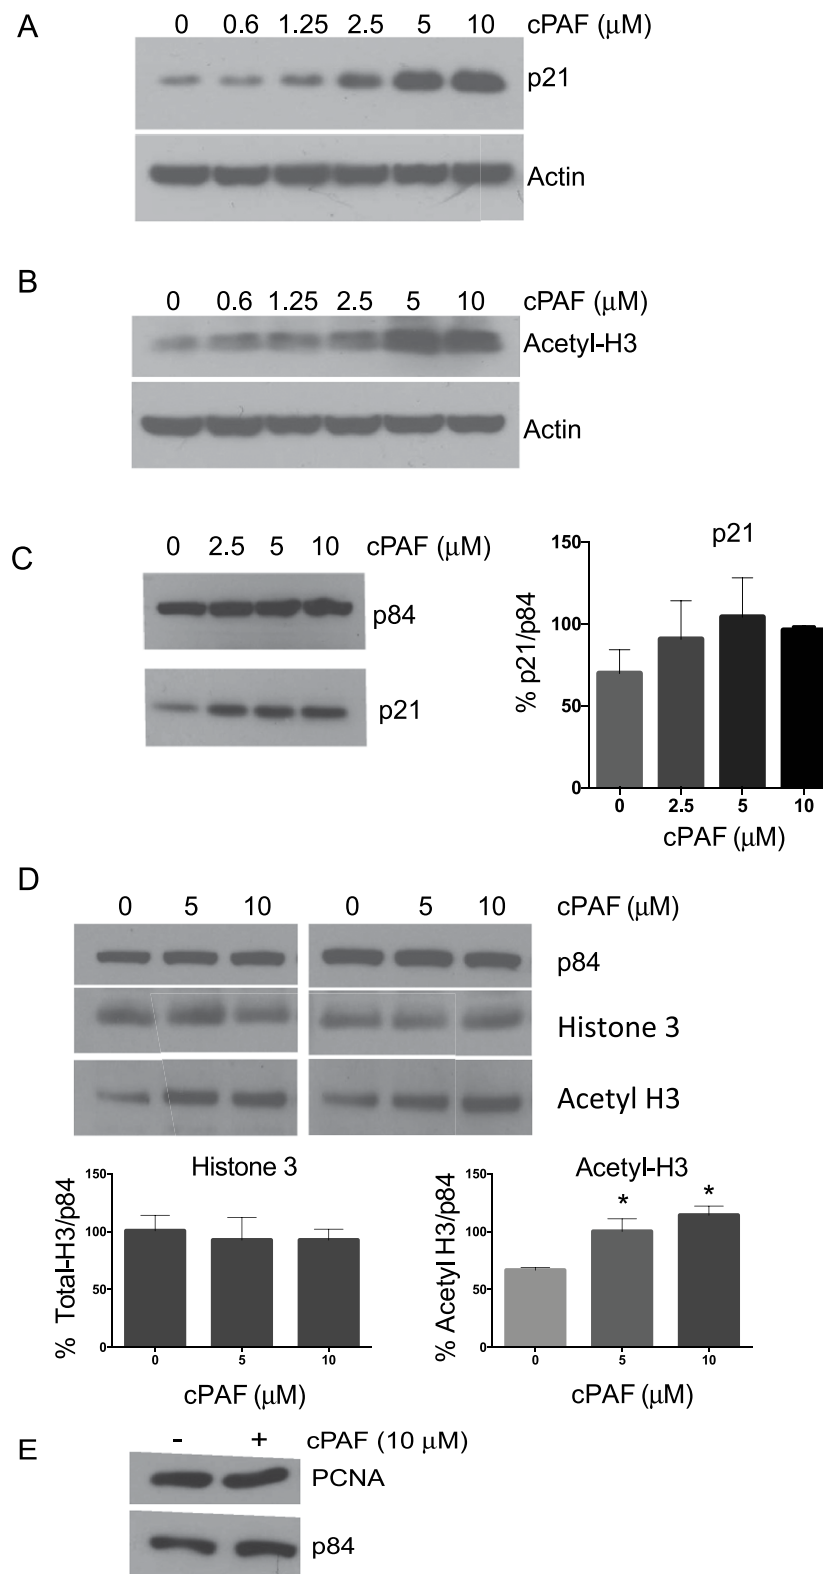 A
0 0.6 1.25 2.5 5 10 cPAF (μM)
p21
Actin
B
0 0.6 1.25 2.5 5 10 cPAF (μM)
Acetyl-H3
Actin
C
0 2.5 5 10 cPAF (μM)
p84
p21
p21
% p21/p84
150
100
50
0
0 2.5 5 10
cPAF (μM)
D
0 5 10 0 5 10 cPAF (μM)
p84
Histone 3
Acetyl H3
Histone 3
% Total-H3/p84
150
100
50
0
0 5 10
cPAF (μM)
Acetyl-H3
% Acetyl H3/p84
150
100
50
0
* *
0 5 10
cPAF (μM)
E
- + cPAF (10 μM)
PCNA
p84